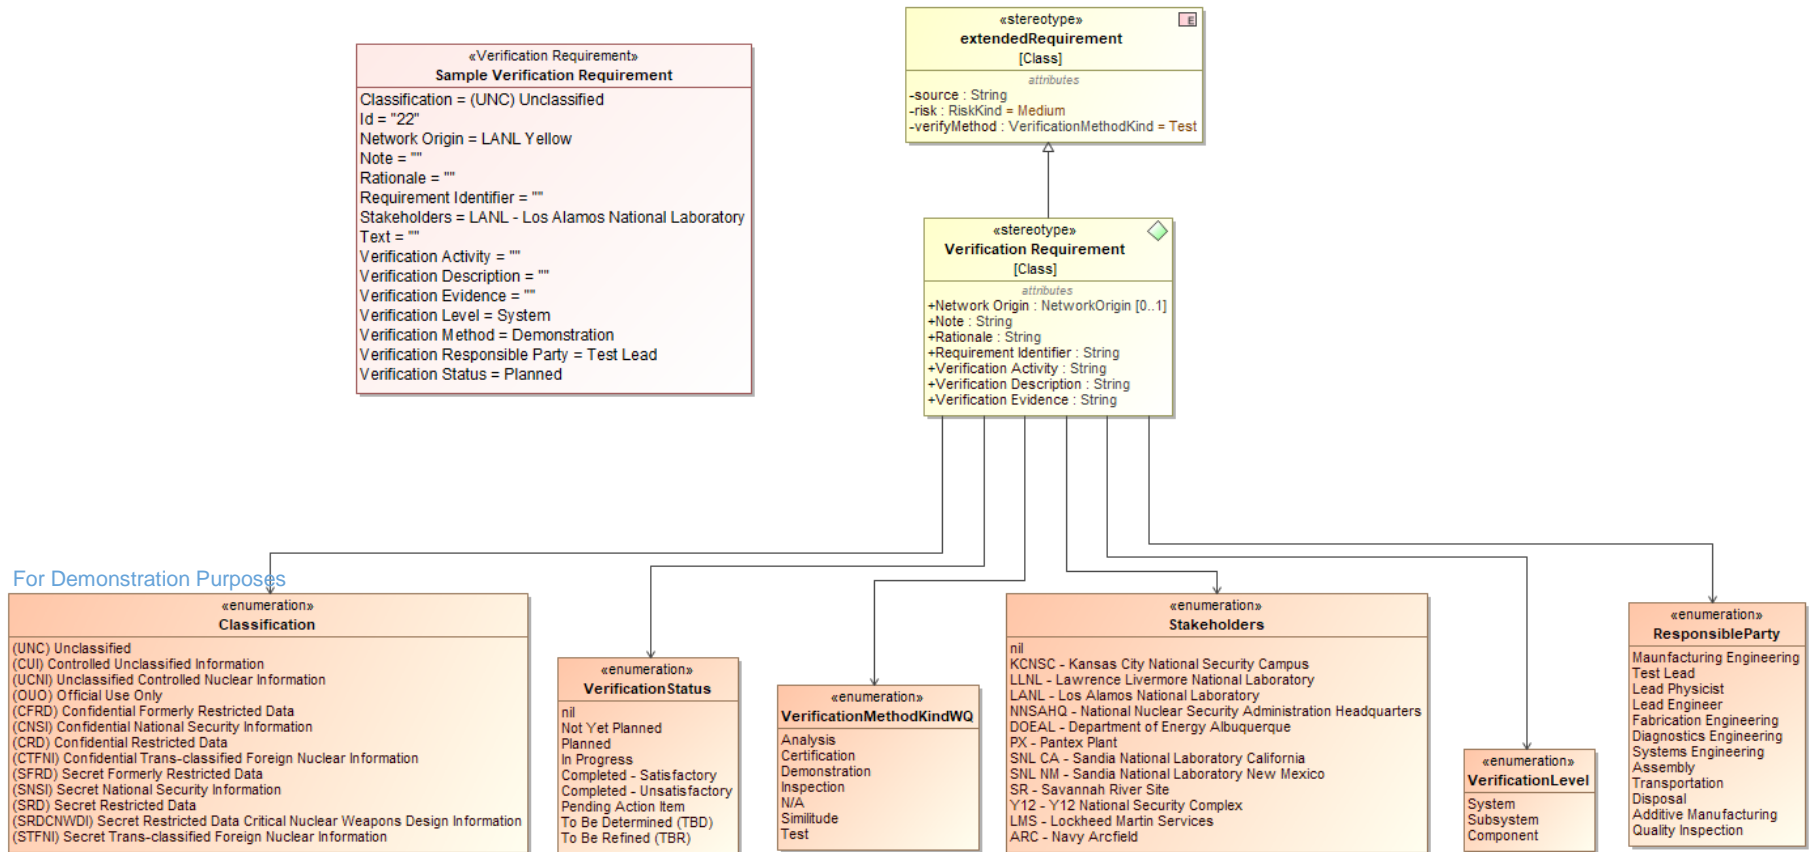 «Verification Requirement»
Sample Verification Requirement
Classification = (UNC) Unclassified
Id = "22"
Network Origin = LANL Yellow
Note = ""
Rationale = ""
Requirement Identifier = ""
Stakeholders = LANL - Los Alamos National Laboratory
Text = ""
Verification Activity = ""
Verification Description = ""
Verification Evidence = ""
Verification Level = System
Verification Method = Demonstration
Verification Responsible Party = Test Lead
Verification Status = Planned
«stereotype»
E
extendedRequirement
[Class]
attributes
-source : String
-risk : RiskKind = Medium
-verifyMethod : VerificationMethodKind = Test
«stereotype»
Verification Requirement
[Class]
attributes
+Network Origin : NetworkOrigin [0..1]
+Note : String
+Rationale : String
+Requirement Identifier : String
+Verification Activity : String
+Verification Description : String
+Verification Evidence : String
For Demonstration Purposes
«enumeration»
Classification
(UNC) Unclassified
(CUI) Controlled Unclassified Information
(UCNI) Unclassified Controlled Nuclear Information
(OUO) Official Use Only
(CFRD) Confidential Formerly Restricted Data
(CNSI) Confidential National Security Information
(CRD) Confidential Restricted Data
(CTFNI) Confidential Trans-classified Foreign Nuclear Information
(SFRD) Secret Formerly Restricted Data
(SNSI) Secret National Security Information
(SRD) Secret Restricted Data
(SRDCNWDI) Secret Restricted Data Critical Nuclear Weapons Design Information
(STFNI) Secret Trans-classified Foreign Nuclear Information
«enumeration»
VerificationStatus
nil
Not Yet Planned
Planned
In Progress
Completed - Satisfactory
Completed - Unsatisfactory
Pending Action Item
To Be Determined (TBD)
To Be Refined (TBR)
«enumeration»
VerificationMethodKindWQ
Analysis
Certification
Demonstration
Inspection
N/A
Similitude
Test
«enumeration»
Stakeholders
nil
KCNSC - Kansas City National Security Campus
LLNL - Lawrence Livermore National Laboratory
LANL - Los Alamos National Laboratory
NNSAHQ - National Nuclear Security Administration Headquarters
DOEAL - Department of Energy Albuquerque
PX - Pantex Plant
SNL CA - Sandia National Laboratory California
SNL NM - Sandia National Laboratory New Mexico
SR - Savannah River Site
Y12 - Y12 National Security Complex
LMS - Lockheed Martin Services
ARC - Navy Arcfield
«enumeration»
VerificationLevel
System
Subsystem
Component
«enumeration»
ResponsibleParty
Maunfacturing Engineering
Test Lead
Lead Physicist
Lead Engineer
Fabrication Engineering
Diagnostics Engineering
Systems Engineering
Assembly
Transportation
Disposal
Additive Manufacturing
Quality Inspection